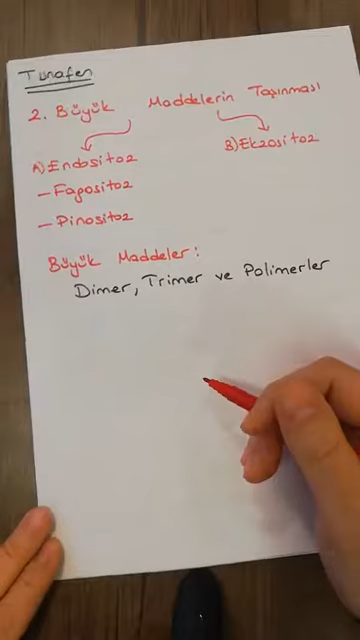 Tunafen
2. Büyük Maddelerin Taşınması
A) Endositoz
B) Ekzositoz
- Fagositoz
- Pinositoz
Büyük Maddeler:
Dimer, Trimer ve Polimerler